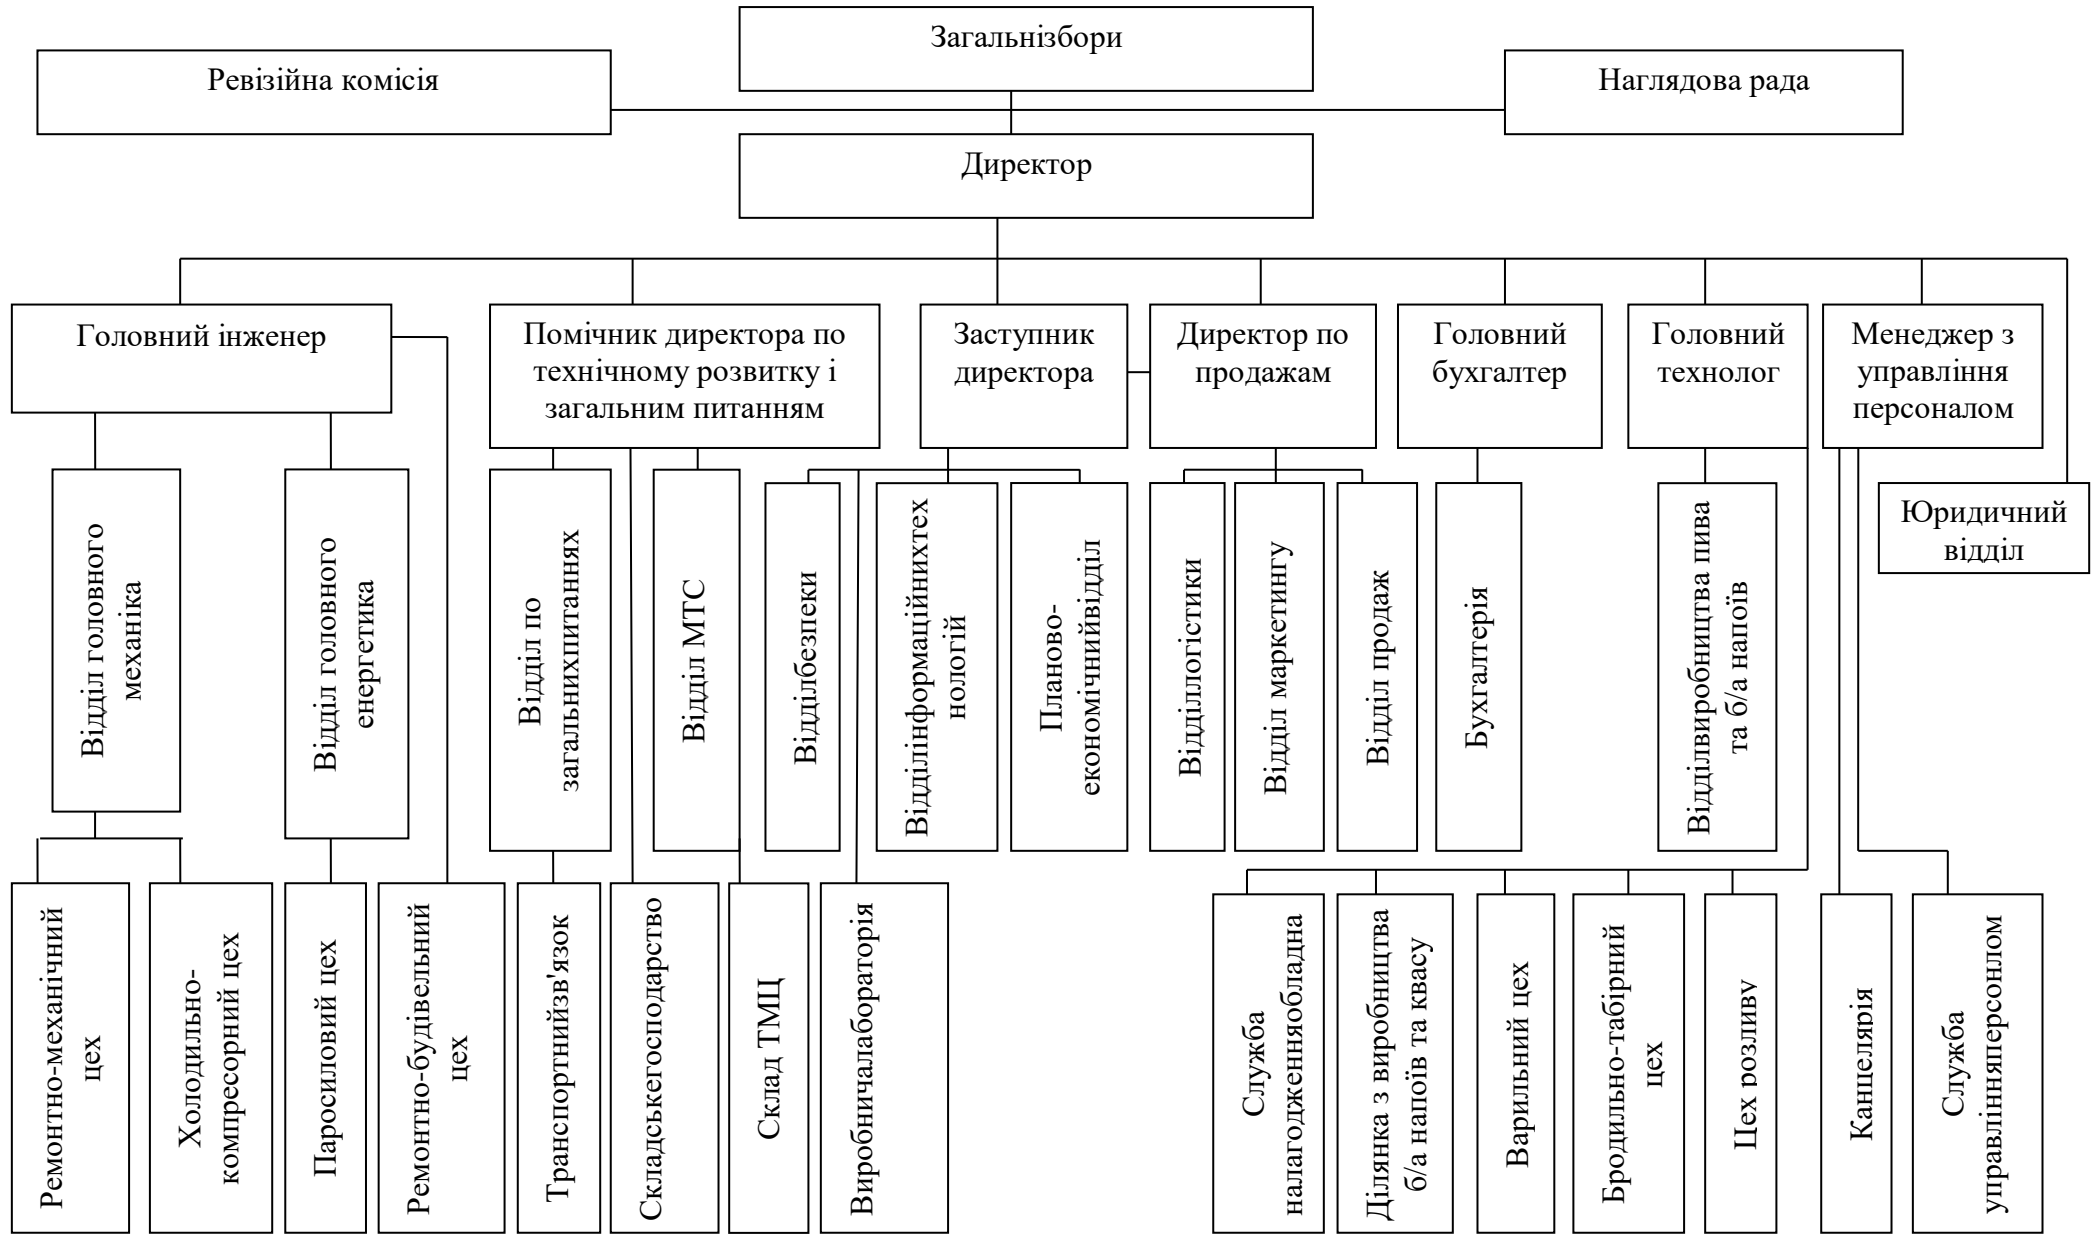 Загальнізбори
Ревізійна комісія
Наглядова рада
Директор
Головний інженер
Помічник директора по
технічному розвитку і
загальним питанням
Заступник
директора
Директор по
продажам
Головний
бухгалтер
Головний
технолог
Менеджер з
управління
персоналом
Юридичний
відділ
Відділ головного
механіка
Відділ головного
енергетика
Відділ по
загальнихпитаннях
Відділ МТС
Відділбезпеки
Відділінформаційнихтех
нологій
Планово-
економічнийвідділ
Відділлогістики
Відділ маркетингу
Відділ продаж
Бухгалтерія
Відділвиробництва пива
та б/а напоїв
Ремонтно-механічний
цех
Холодильно-
компресорний цех
Паросиловий цех
Ремонтно-будівельний
цех
Транспортнийзв'язок
Складськегосподарство
Склад ТМЦ
Виробничалабораторія
Служба
налагодженняобладна
Ділянка з виробництва
б/а напоїв та квасу
Варильний цех
Бродильно-табірний
цех
Цех розливу
Канцелярія
Служба
управлінняперсонлом